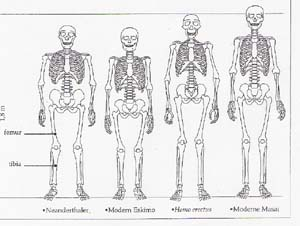 1,8 m
femur
tibia
•Neanderthaler,
•Modern Eskimo
•Homo erectus
•Moderne Masai